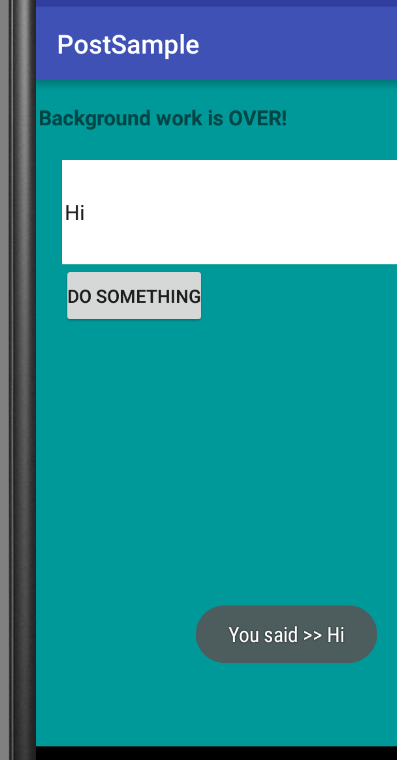 PostSample
Background work is OVER!
Hi
DO SOMETHING
You said >> Hi